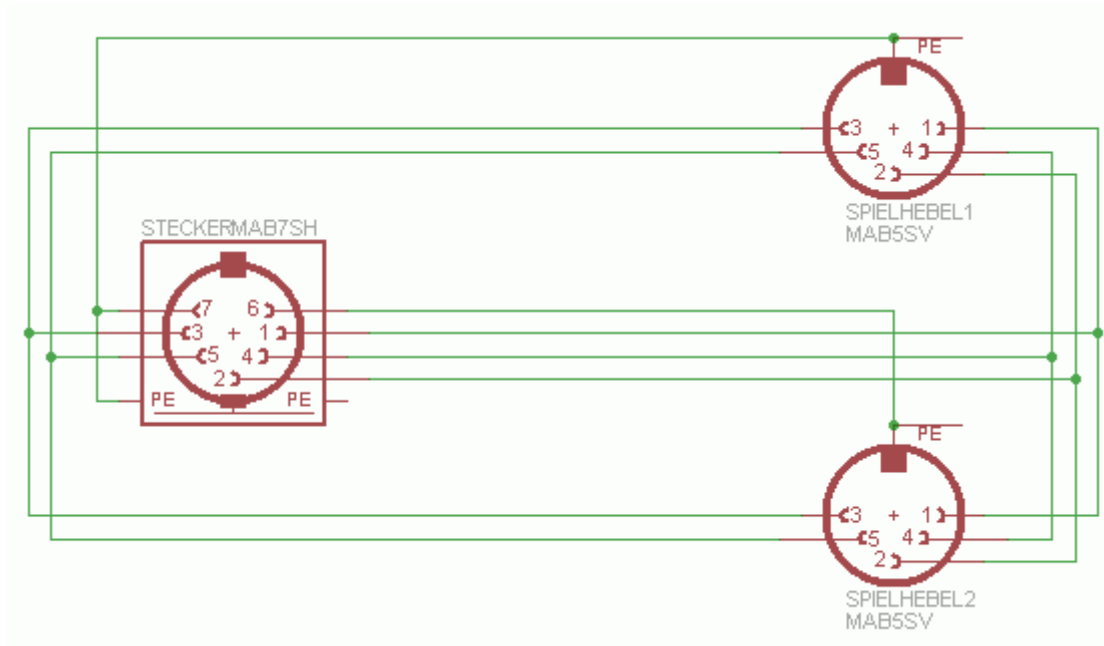 PE
3 + 1
5 4
2
SPIELHEBEL1
MAB5SV
STECKERMAB7SH
7 6
3 + 1
5 4
2
PE PE
PE
3 + 1
5 4
2
SPIELHEBEL2
MAB5SV